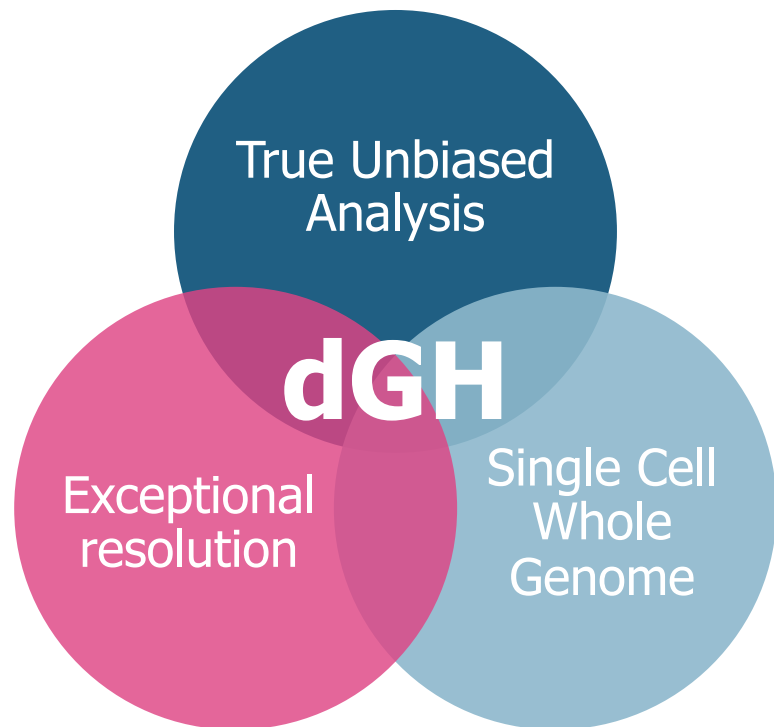 True Unbiased
Analysis
dGH
Exceptional
resolution
Single Cell
Whole
Genome